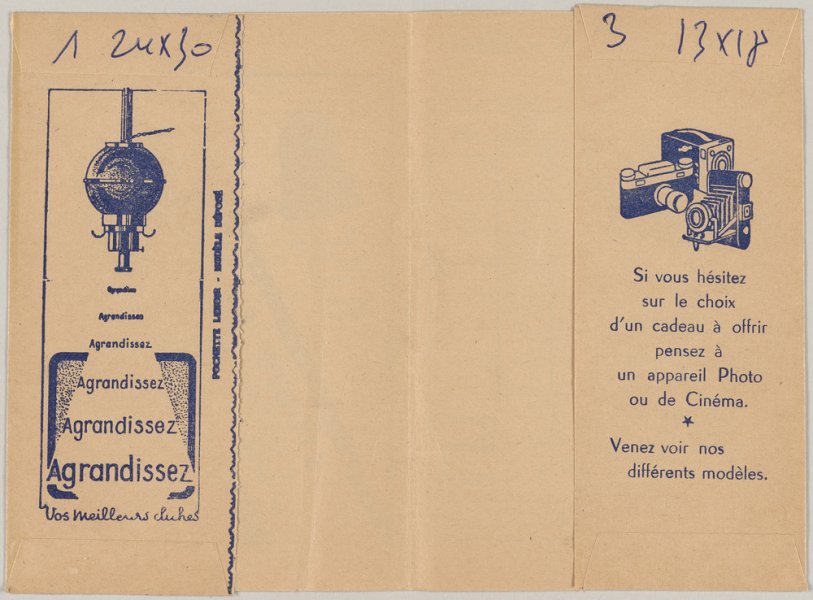 1 24x30
Agrandissez
Agrandissez
Agrandissez
Agrandissez
Agrandissez
Agrandissez
Vos meilleurs clichés
POCHETTE - MODÈLE DÉPOSÉ
3 13x18
Si vous hésitez
sur le choix
d'un cadeau à offrir
pensez à
un appareil Photo
ou de Cinéma.
★
Venez voir nos
différents modèles.